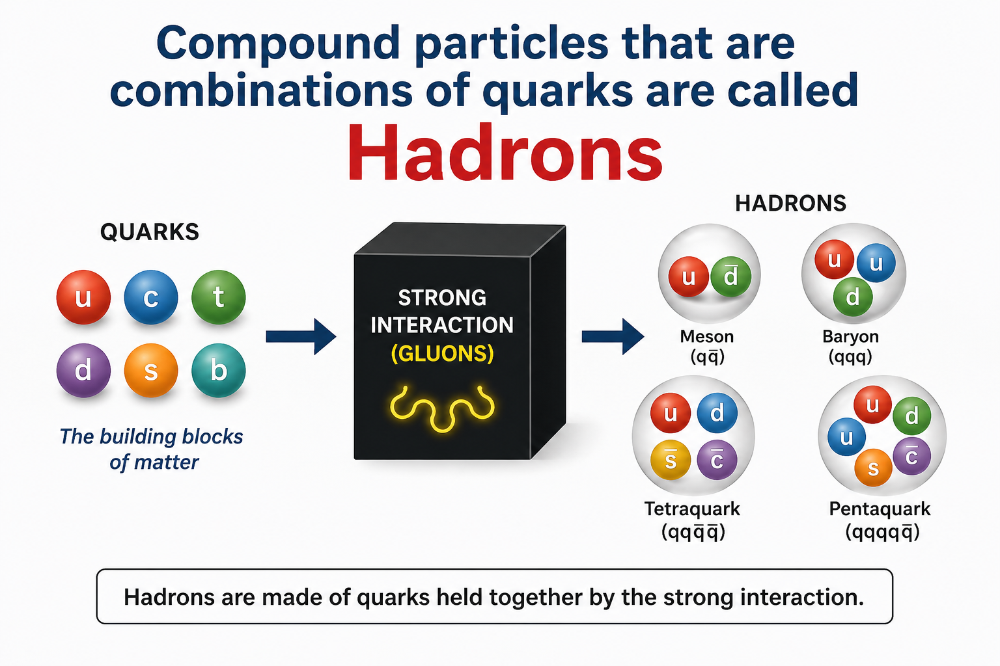 Compound particles that are
combinations of quarks are called
Hadrons
QUARKS
u c t
d s b
The building blocks
of matter
STRONG
INTERACTION
(GLUONS)
HADRONS
u d̅
Meson
(qq̅)
u u
d
Baryon
(qqq)
u d
s̅ c̅
Tetraquark
(qqq̅q̅)
u d
u c̅
s
Pentaquark
(qqqqq̅)
Hadrons are made of quarks held together by the strong interaction.